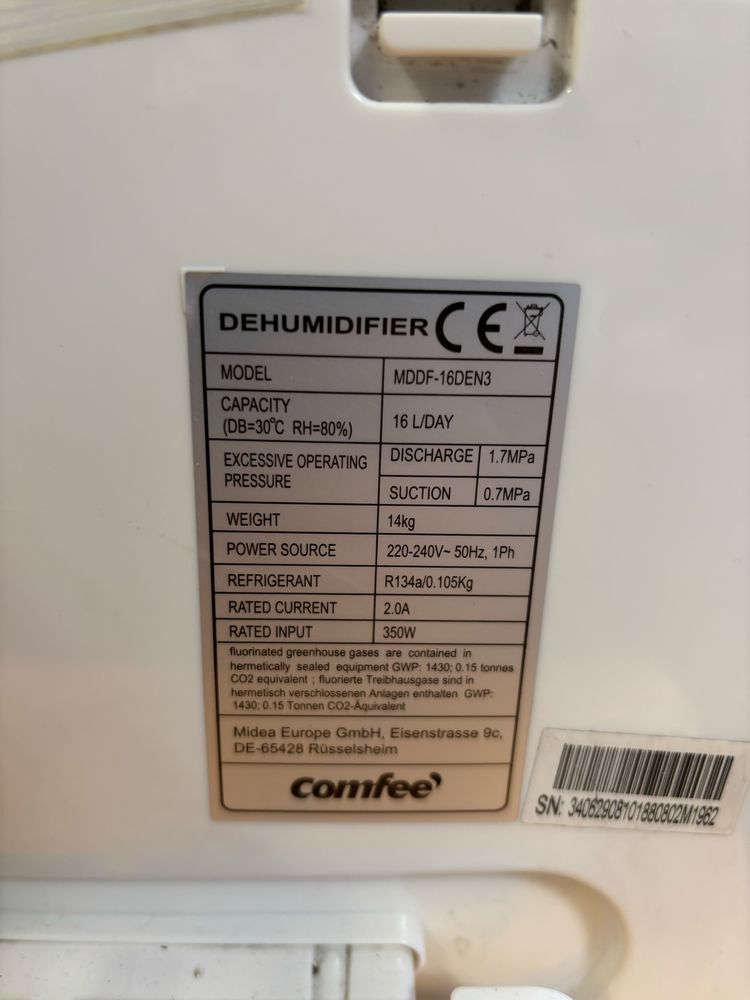 DEHUMIDIFIER CE
MODEL MDDF-16DEN3
CAPACITY
(DB=30°C RH=80%) 16 L/DAY
EXCESSIVE OPERATING
PRESSURE
DISCHARGE 1.7MPa
SUCTION 0.7MPa
WEIGHT 14kg
POWER SOURCE 220-240V~ 50Hz, 1Ph
REFRIGERANT R134a/0.105Kg
RATED CURRENT 2.0A
RATED INPUT 350W
fluorinated greenhouse gases are contained in
hermetically sealed equipment GWP: 1430; 0.15 tonnes
CO2 equivalent ; fluorierte Treibhausgase sind in
hermetisch verschlossenen Anlagen enthalten GWP:
1430; 0.15 Tonnen CO2-Äquivalent
Midea Europe GmbH, Eisenstrasse 9c,
DE-65428 Rüsselsheim
comfee'
SN: 34062908101880802M1962